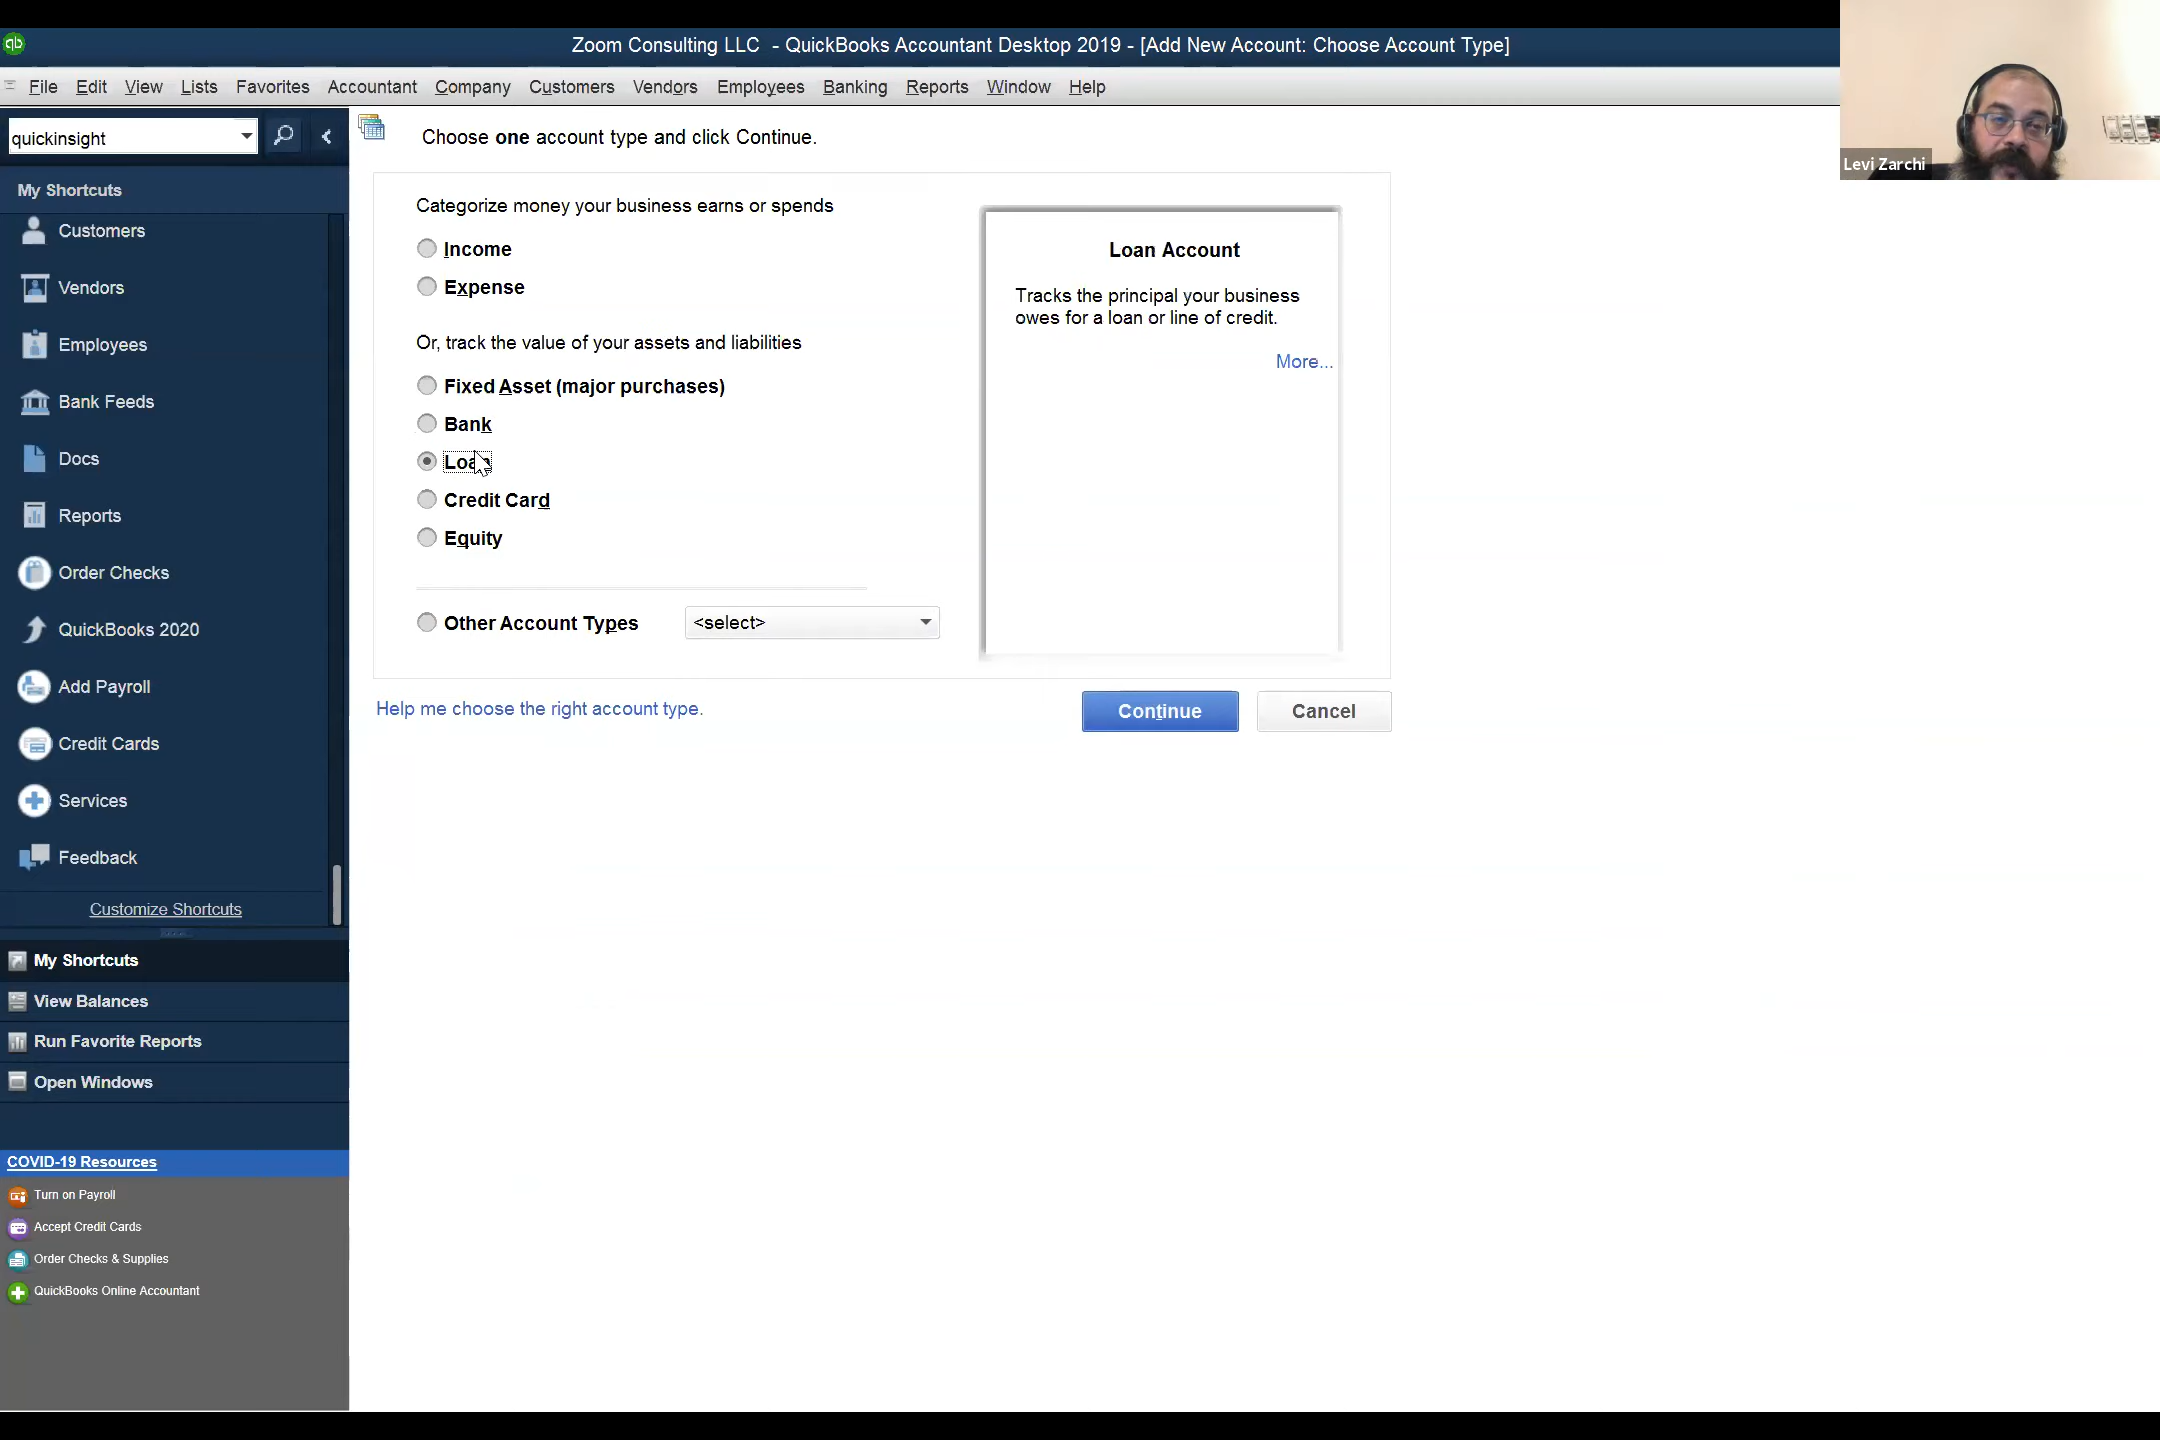 Zoom Consulting LLC - QuickBooks Accountant Desktop 2019 - [Add New Account: Choose Account Type]
File Edit View Lists Favorites Accountant Company Customers Vendors Employees Banking Reports Window Help
Levi Zarchi
quickinsight
My Shortcuts
Customers
Vendors
Employees
Bank Feeds
Docs
Reports
Order Checks
QuickBooks 2020
Add Payroll
Credit Cards
Services
Feedback
Customize Shortcuts
My Shortcuts
View Balances
Run Favorite Reports
Open Windows
COVID-19 Resources
Turn on Payroll
Accept Credit Cards
Order Checks & Supplies
QuickBooks Online Accountant
Choose one account type and click Continue.
Categorize money your business earns or spends
Income
Expense
Or, track the value of your assets and liabilities
Fixed Asset (major purchases)
Bank
Loan
Credit Card
Equity
Other Account Types <select>
Loan Account
Tracks the principal your business
owes for a loan or line of credit.
More...
Help me choose the right account type.
Continue
Cancel